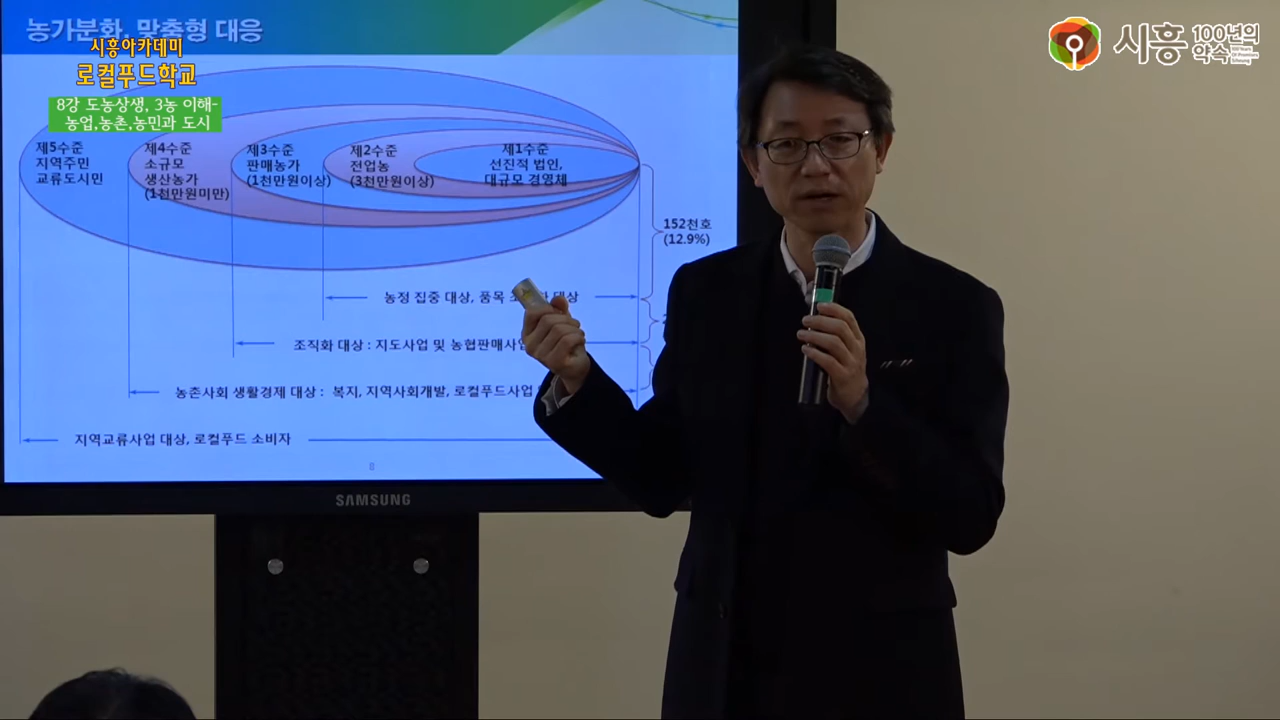 농가분화, 맞춤형 대응
시흥아카데미
로컬푸드학교
8강 도농상생, 3농 이해-
농업,농촌,농민과 도시
시흥 100년의
약속
제5수준
지역주민
교류도시민
제4수준
소규모
생산농가
(1천만원미만)
제3수준
판매농가
(1천만원이상)
제2수준
전업농
(3천만원이상)
제1수준
선진적 법인,
대규모 경영체
152천호
(12.9%)
농정 집중 대상, 품목 대상
조직화 대상 : 지도사업 및 농협판매사업
농촌사회 생활경제 대상 : 복지, 지역사회개발, 로컬푸드사업
지역교류사업 대상, 로컬푸드 소비자
8
SAMSUNG